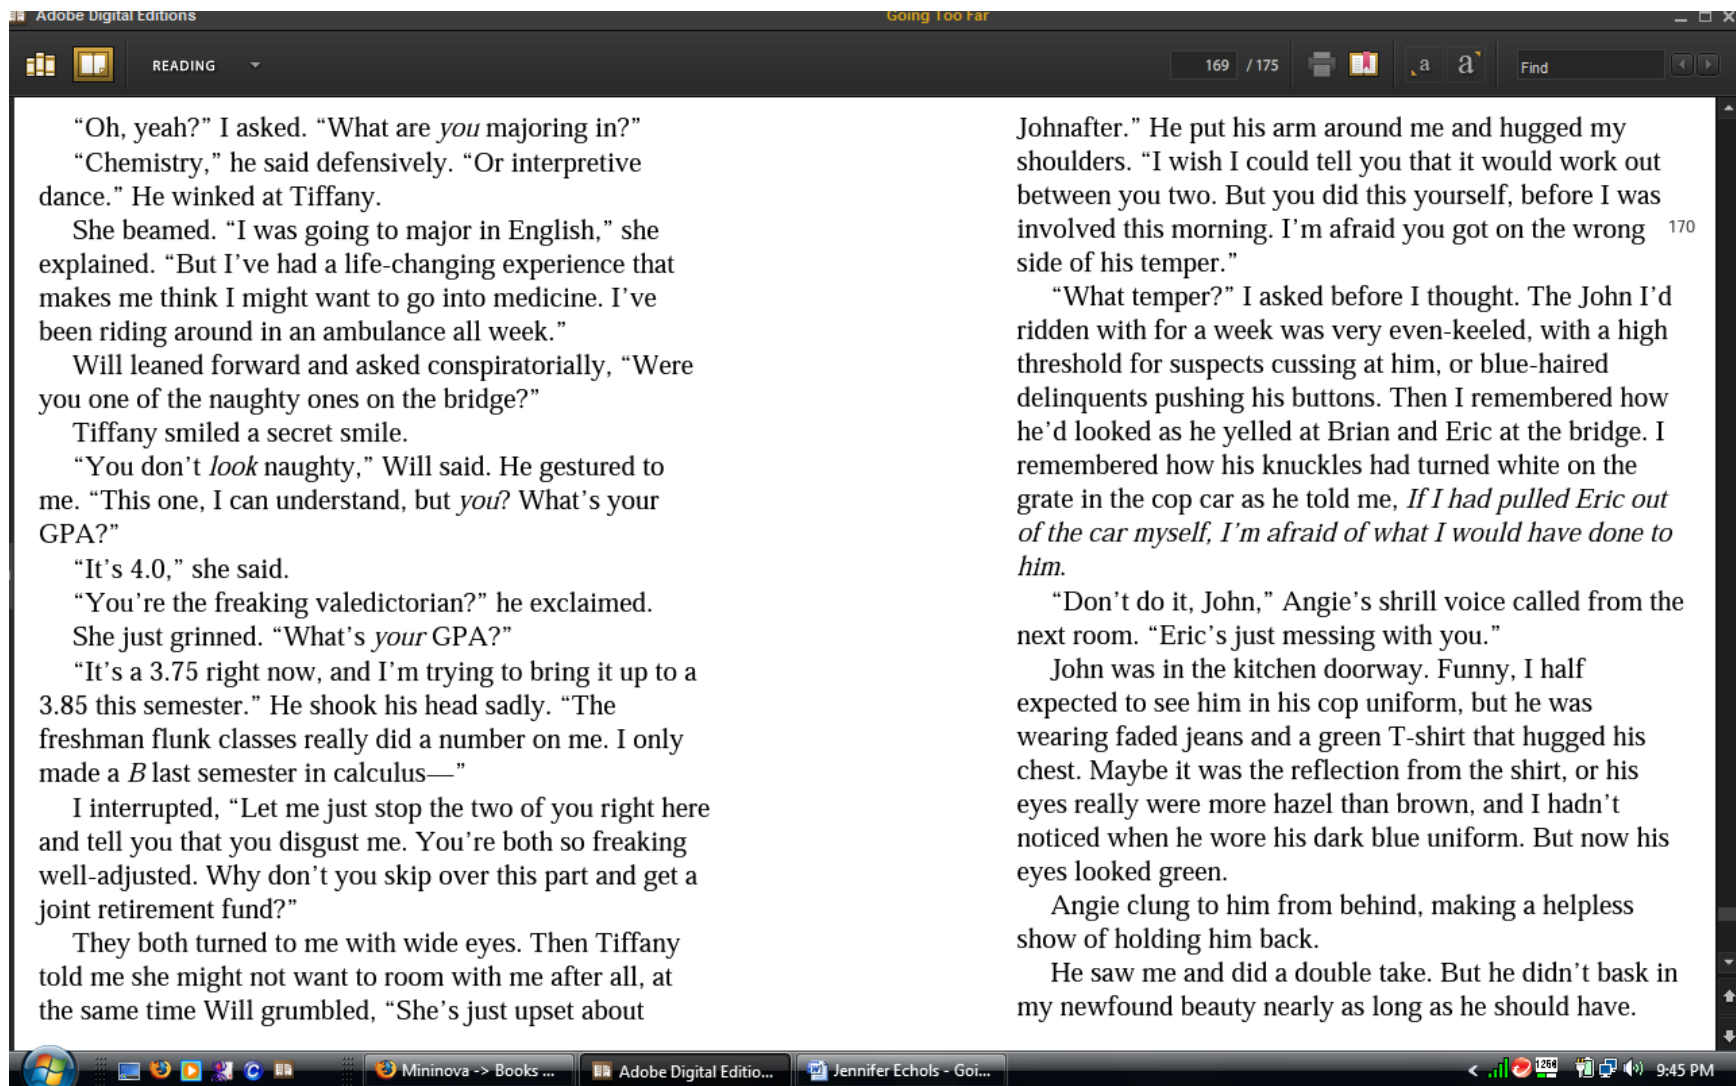 Adobe Digital Editions
Going Too Far
READING
169 / 175
a
a
Find
“Oh, yeah?” I asked. “What are you majoring in?”
“Chemistry,” he said defensively. “Or interpretive
dance.” He winked at Tiffany.
She beamed. “I was going to major in English,” she
explained. “But I’ve had a life-changing experience that
makes me think I might want to go into medicine. I’ve
been riding around in an ambulance all week.”
Will leaned forward and asked conspiratorially, “Were
you one of the naughty ones on the bridge?”
Tiffany smiled a secret smile.
“You don’t look naughty,” Will said. He gestured to
me. “This one, I can understand, but you? What’s your
GPA?”
“It’s 4.0,” she said.
“You’re the freaking valedictorian?” he exclaimed.
She just grinned. “What’s your GPA?”
“It’s a 3.75 right now, and I’m trying to bring it up to a
3.85 this semester.” He shook his head sadly. “The
freshman flunk classes really did a number on me. I only
made a B last semester in calculus—”
I interrupted, “Let me just stop the two of you right here
and tell you that you disgust me. You’re both so freaking
well-adjusted. Why don’t you skip over this part and get a
joint retirement fund?”
They both turned to me with wide eyes. Then Tiffany
told me she might not want to room with me after all, at
the same time Will grumbled, “She’s just upset about
Johnafter.” He put his arm around me and hugged my
shoulders. “I wish I could tell you that it would work out
between you two. But you did this yourself, before I was
involved this morning. I’m afraid you got on the wrong
170
side of his temper.”
“What temper?” I asked before I thought. The John I’d
ridden with for a week was very even-keeled, with a high
threshold for suspects cussing at him, or blue-haired
delinquents pushing his buttons. Then I remembered how
he’d looked as he yelled at Brian and Eric at the bridge. I
remembered how his knuckles had turned white on the
grate in the cop car as he told me, If I had pulled Eric out
of the car myself, I’m afraid of what I would have done to
him.
“Don’t do it, John,” Angie’s shrill voice called from the
next room. “Eric’s just messing with you.”
John was in the kitchen doorway. Funny, I half
expected to see him in his cop uniform, but he was
wearing faded jeans and a green T-shirt that hugged his
chest. Maybe it was the reflection from the shirt, or his
eyes really were more hazel than brown, and I hadn’t
noticed when he wore his dark blue uniform. But now his
eyes looked green.
Angie clung to him from behind, making a helpless
show of holding him back.
He saw me and did a double take. But he didn’t bask in
my newfound beauty nearly as long as he should have.
Mininova -> Books ...
Adobe Digital Editio...
Jennifer Echols - Goi...
9:45 PM